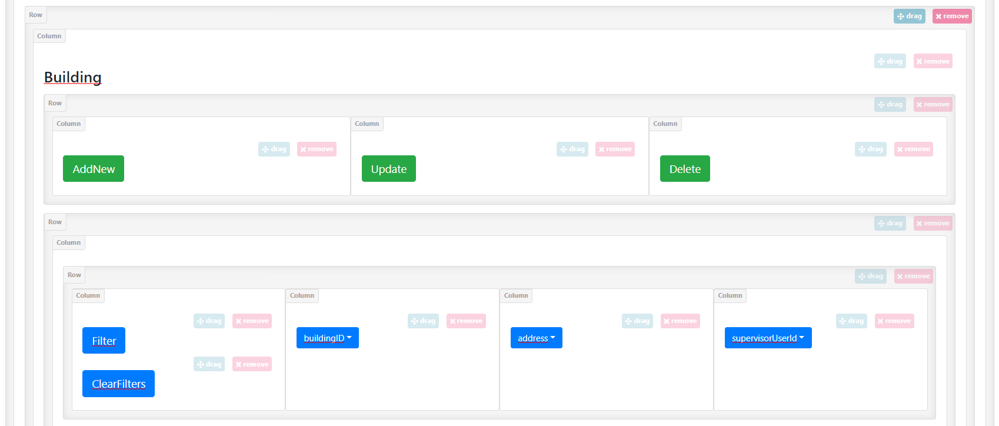 Row drag remove
Column
drag remove
Building
Row drag remove
Column Column Column
drag remove drag remove drag remove
AddNew Update Delete
Row drag remove
Column
Row drag remove
Column Column Column Column
drag remove drag remove drag remove drag remove
Filter buildingID address supervisorUserId
drag remove
ClearFilters